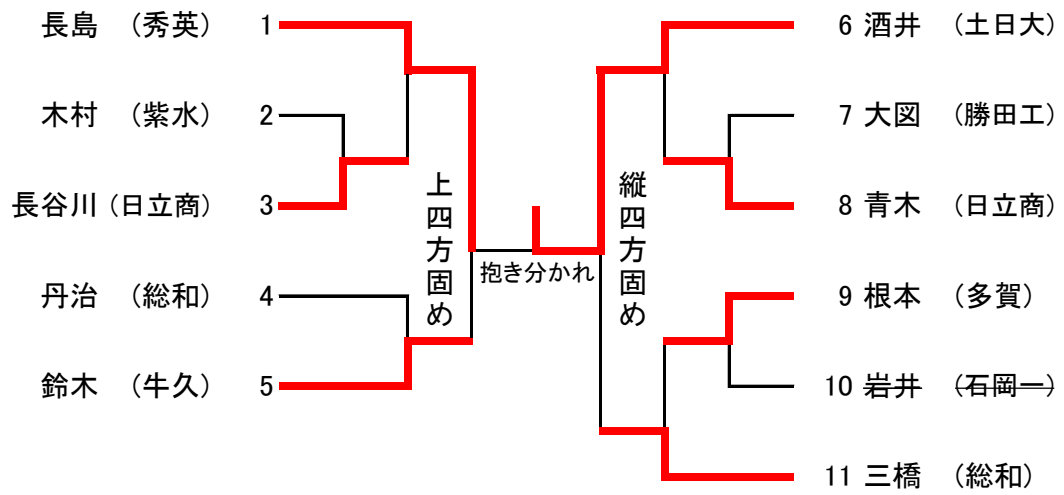 長島 （秀英） 1
木村 （紫水） 2
長谷川（日立商） 3
丹治 （総和） 4
鈴木 （牛久） 5
上四方固め
抱き分かれ
縦四方固め
6 酒井 （土日大）
7 大図 （勝田工）
8 青木 （日立商）
9 根本 （多賀）
10 岩井 （石岡一）
11 三橋 （総和）